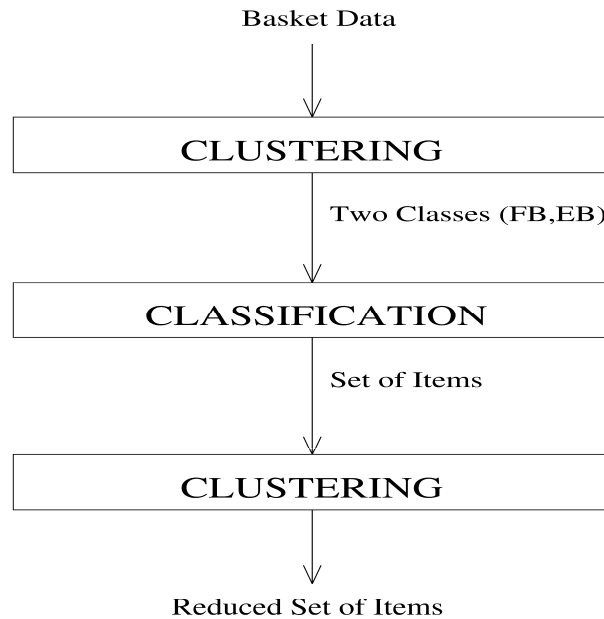 Basket Data
CLUSTERING
Two Classes (FB,EB)
CLASSIFICATION
Set of Items
CLUSTERING
Reduced Set of Items